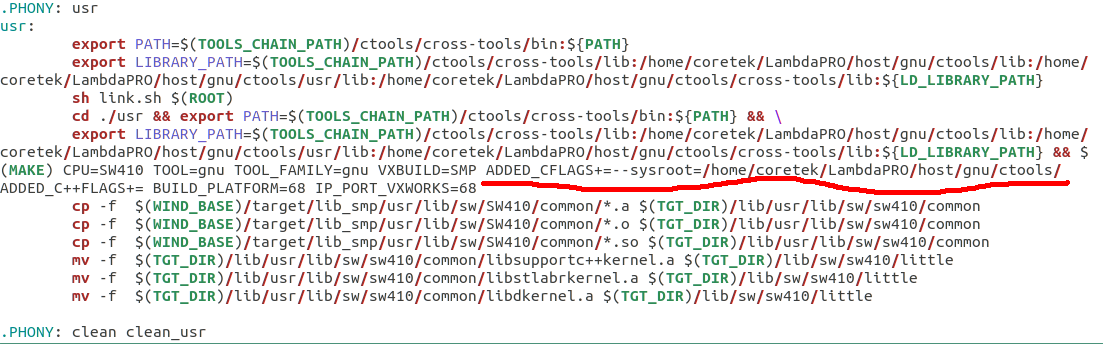 .PHONY: usr
usr:
        export PATH=$(TOOLS_CHAIN_PATH)/ctools/cross-tools/bin:${PATH}
        export LIBRARY_PATH=$(TOOLS_CHAIN_PATH)/ctools/cross-tools/lib:/home/coretek/LambdaPRO/host/gnu/ctools/lib:/home/
coretek/LambdaPRO/host/gnu/ctools/usr/lib:/home/coretek/LambdaPRO/host/gnu/ctools/cross-tools/lib:${LD_LIBRARY_PATH}
        sh link.sh $(ROOT)
        cd ./usr && export PATH=$(TOOLS_CHAIN_PATH)/ctools/cross-tools/bin:${PATH} && \
        export LIBRARY_PATH=$(TOOLS_CHAIN_PATH)/ctools/cross-tools/lib:/home/coretek/LambdaPRO/host/gnu/ctools/lib:/home/
coretek/LambdaPRO/host/gnu/ctools/usr/lib:/home/coretek/LambdaPRO/host/gnu/ctools/cross-tools/lib:${LD_LIBRARY_PATH} && $
(MAKE) CPU=SW410 TOOL=gnu TOOL_FAMILY=gnu VXBUILD=SMP ADDED_CFLAGS+=--sysroot=/home/coretek/LambdaPRO/host/gnu/ctools/
ADDED_C++FLAGS+= BUILD_PLATFORM=68 IP_PORT_VXWORKS=68
        cp -f  $(WIND_BASE)/target/lib_smp/usr/lib/sw/SW410/common/*.a $(TGT_DIR)/lib/usr/lib/sw/sw410/common
        cp -f  $(WIND_BASE)/target/lib_smp/usr/lib/sw/SW410/common/*.o $(TGT_DIR)/lib/usr/lib/sw/sw410/common
        cp -f  $(WIND_BASE)/target/lib_smp/usr/lib/sw/SW410/common/*.so $(TGT_DIR)/lib/usr/lib/sw/sw410/common
        mv -f  $(TGT_DIR)/lib/usr/lib/sw/sw410/common/libsupportc++kernel.a $(TGT_DIR)/lib/sw/sw410/little
        mv -f  $(TGT_DIR)/lib/usr/lib/sw/sw410/common/libstlabrkernel.a $(TGT_DIR)/lib/sw/sw410/little
        mv -f  $(TGT_DIR)/lib/usr/lib/sw/sw410/common/libdkernel.a $(TGT_DIR)/lib/sw/sw410/little
.PHONY: clean clean_usr